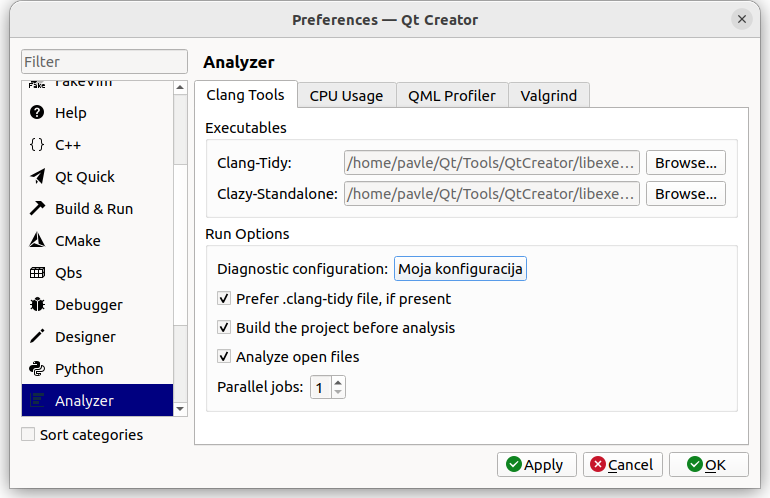 Preferences — Qt Creator
Filter
Analyzer
FakeVim
Help
C++
Qt Quick
Build & Run
CMake
Qbs
Debugger
Designer
Python
Analyzer
Sort categories
Clang Tools
CPU Usage
QML Profiler
Valgrind
Executables
Clang-Tidy:
/home/pavle/Qt/Tools/QtCreator/libexe...
Browse...
Clazy-Standalone:
/home/pavle/Qt/Tools/QtCreator/libexe...
Browse...
Run Options
Diagnostic configuration:
Moja konfiguracija
Prefer .clang-tidy file, if present
Build the project before analysis
Analyze open files
Parallel jobs:
1
Apply
Cancel
OK